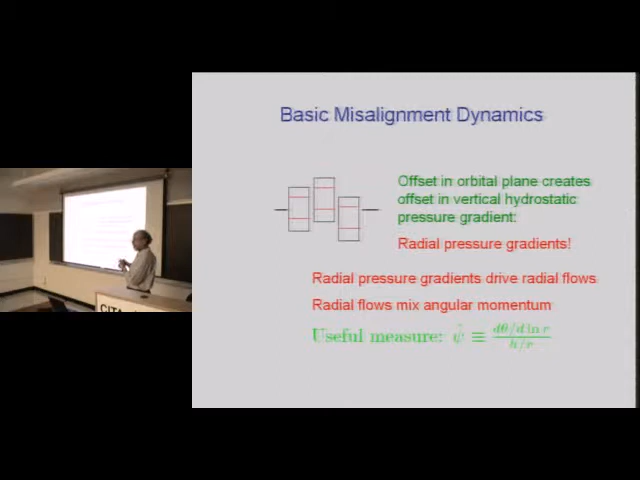 Basic Misalignment Dynamics
Offset in orbital plane creates
offset in vertical hydrostatic
pressure gradient:
Radial pressure gradients!
Radial pressure gradients drive radial flows
Radial flows mix angular momentum
Useful measure: ψ̂ ≡ (dθ/d ln r)/(h/r)
CITA